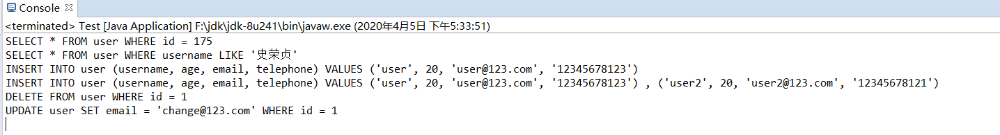 Console
<terminated> Test [Java Application] F:\jdk\jdk-8u241\bin\javaw.exe (2020年4月5日 下午5:33:51)
SELECT * FROM user WHERE id = 175
SELECT * FROM user WHERE username LIKE '史荣贞'
INSERT INTO user (username, age, email, telephone) VALUES ('user', 20, 'user@123.com', '12345678123')
INSERT INTO user (username, age, email, telephone) VALUES ('user', 20, 'user@123.com', '12345678123') , ('user2', 20, 'user2@123.com', '12345678121')
DELETE FROM user WHERE id = 1
UPDATE user SET email = 'change@123.com' WHERE id = 1